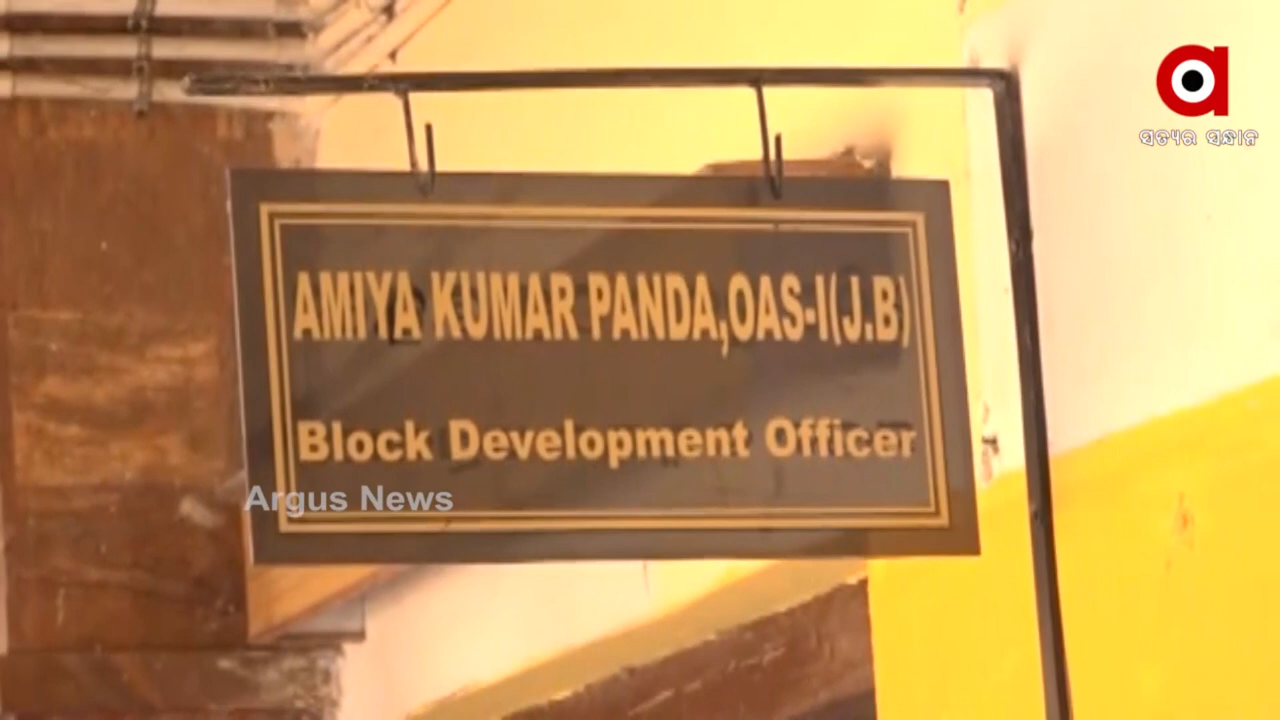 ସତ୍ୟର ସନ୍ଧାନ
AMIYA KUMAR PANDA,OAS-I(J.B)
Block Development Officer
Argus News